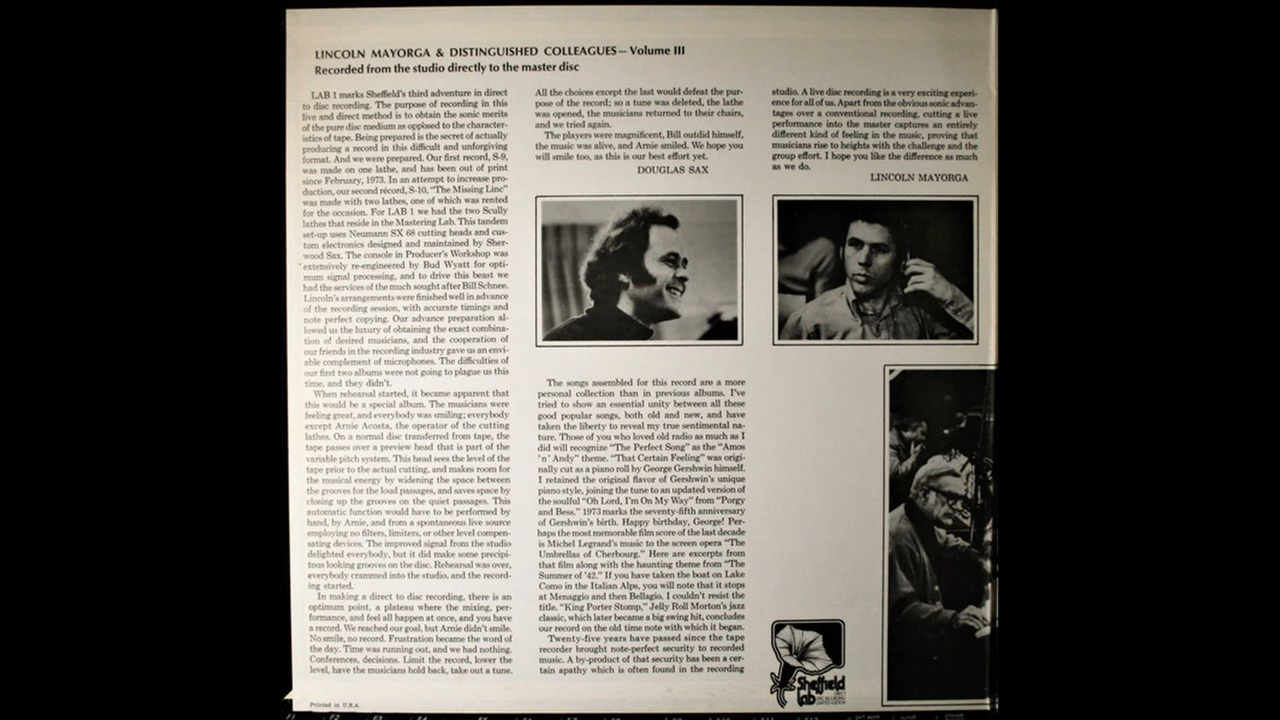 LINCOLN MAYORGA & DISTINGUISHED COLLEAGUES — Volume III
Recorded from the studio directly to the master disc
LAB 1 marks Sheffield's third adventure in direct
to disc recording. The purpose of recording in this
live and direct method is to obtain the sonic merits
of the pure disc medium as opposed to the character-
istics of tape. Being prepared is the secret of actually
producing a record in this difficult and unforgiving
format. And we were prepared. Our first record, S-9,
was made on one lathe, and has been out of print
since February, 1973. In an attempt to increase pro-
duction, our second record, S-10, "The Missing Linc"
was made with two lathes, one of which was rented
for the occasion. For LAB 1 we had the two Scully
lathes that reside in the Mastering Lab. This tandem
set-up uses Neumann SX 68 cutting heads and cus-
tom electronics designed and maintained by Sher-
wood Sax. The console in Producer's Workshop was
extensively re-engineered by Bud Wyatt for opti-
mum signal processing, and to drive this beast we
had the services of the much sought after Bill Schnee.
Lincoln's arrangements were finished well in advance
of the recording session, with accurate timings and
note perfect copying. Our advance preparation al-
lowed us the luxury of obtaining the exact combina-
tion of desired musicians, and the cooperation of
our friends in the recording industry gave us an envi-
able complement of microphones. The difficulties of
our first two albums were not going to plague us this
time, and they didn't.
When rehearsal started, it became apparent that
this would be a special album. The musicians were
feeling great, and everybody was smiling; everybody
except Arnie Acosta, the operator of the cutting
lathes. On a normal disc transferred from tape, the
tape passes over a preview head that is part of the
variable pitch system. This head sees the level of the
tape prior to the actual cutting, and makes room for
the musical energy by widening the space between
the grooves for the loud passages, and saves space by
closing up the grooves on the quiet passages. This
automatic function would have to be performed by
hand, by Arnie, and from a spontaneous live source
employing no filters, limiters, or other level compen-
sating devices. The improved signal from the studio
delighted everybody, but it did make some precipi-
tous looking grooves on the disc. Rehearsal was over,
everybody crammed into the studio, and the record-
ing started.
In making a direct to disc recording, there is an
optimum point, a plateau where the mixing, per-
formance, and feel all happen at once, and you have
a record. We reached our goal, but Arnie didn't smile.
No smile, no record. Frustration became the word of
the day. Time was running out, and we had nothing.
Conferences, decisions. Limit the record, lower the
level, have the musicians hold back, take out a tune.
Printed in U.S.A.
All the choices except the last would defeat the pur-
pose of the record; so a tune was deleted, the lathe
was opened, the musicians returned to their chairs,
and we tried again.
The players were magnificent, Bill outdid himself,
the music was alive, and Arnie smiled. We hope you
will smile too, as this is our best effort yet.
DOUGLAS SAX
The songs assembled for this record are a more
personal collection than in previous albums. I've
tried to show an essential unity between all these
good popular songs, both old and new, and have
taken the liberty to reveal my true sentimental na-
ture. Those of you who loved old radio as much as I
did will recognize "The Perfect Song" as the "Amos
'n' Andy" theme. "That Certain Feeling" was origi-
nally cut as a piano roll by George Gershwin himself.
I retained the original flavor of Gershwin's unique
piano style, joining the tune to an updated version of
the soulful "Oh Lord, I'm On My Way" from "Porgy
and Bess." 1973 marks the seventy-fifth anniversary
of Gershwin's birth. Happy birthday, George! Per-
haps the most memorable film score of the last decade
is Michel Legrand's music to the screen opera "The
Umbrellas of Cherbourg." Here are excerpts from
that film along with the haunting theme from "The
Summer of '42." If you have taken the boat on Lake
Como in the Italian Alps, you will note that it stops
at Menaggio and then Bellagio. I couldn't resist the
title. "King Porter Stomp," Jelly Roll Morton's jazz
classic, which later became a big swing hit, concludes
our record on the old time note with which it began.
Twenty-five years have passed since the tape
recorder brought note-perfect security to recorded
music. A by-product of that security has been a cer-
tain apathy which is often found in the recording
studio. A live disc recording is a very exciting experi-
ence for all of us. Apart from the obvious sonic advan-
tages over a conventional recording, cutting a live
performance into the master captures an entirely
different kind of feeling in the music, proving that
musicians rise to heights with the challenge and the
group effort. I hope you like the difference as much
as we do.
LINCOLN MAYORGA
Sheffield
lab